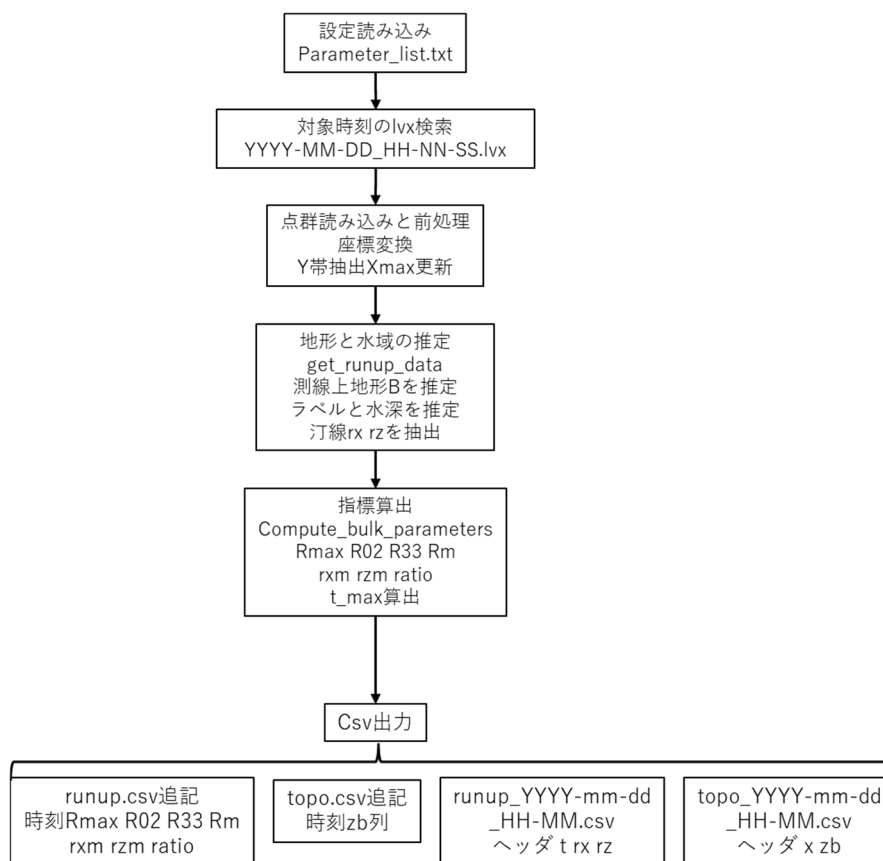 設定読み込み
Parameter_list.txt
対象時刻のlvx検索
YYYY-MM-DD_HH-NN-SS.lvx
点群読み込みと前処理
座標変換
Y帯抽出Xmax更新
地形と水域の推定
get_runup_data
測線上地形Bを推定
ラベルと水深を推定
汀線rx rzを抽出
指標算出
Compute_bulk_parameters
Rmax R02 R33 Rm
rxm rzm ratio
t_max算出
Csv出力
runup.csv追記
時刻Rmax R02 R33 Rm
rxm rzm ratio
topo.csv追記
時刻zb列
runup_YYYY-mm-dd
_HH-MM.csv
ヘッダ t rx rz
topo_YYYY-mm-dd
_HH-MM.csv
ヘッダ x zb